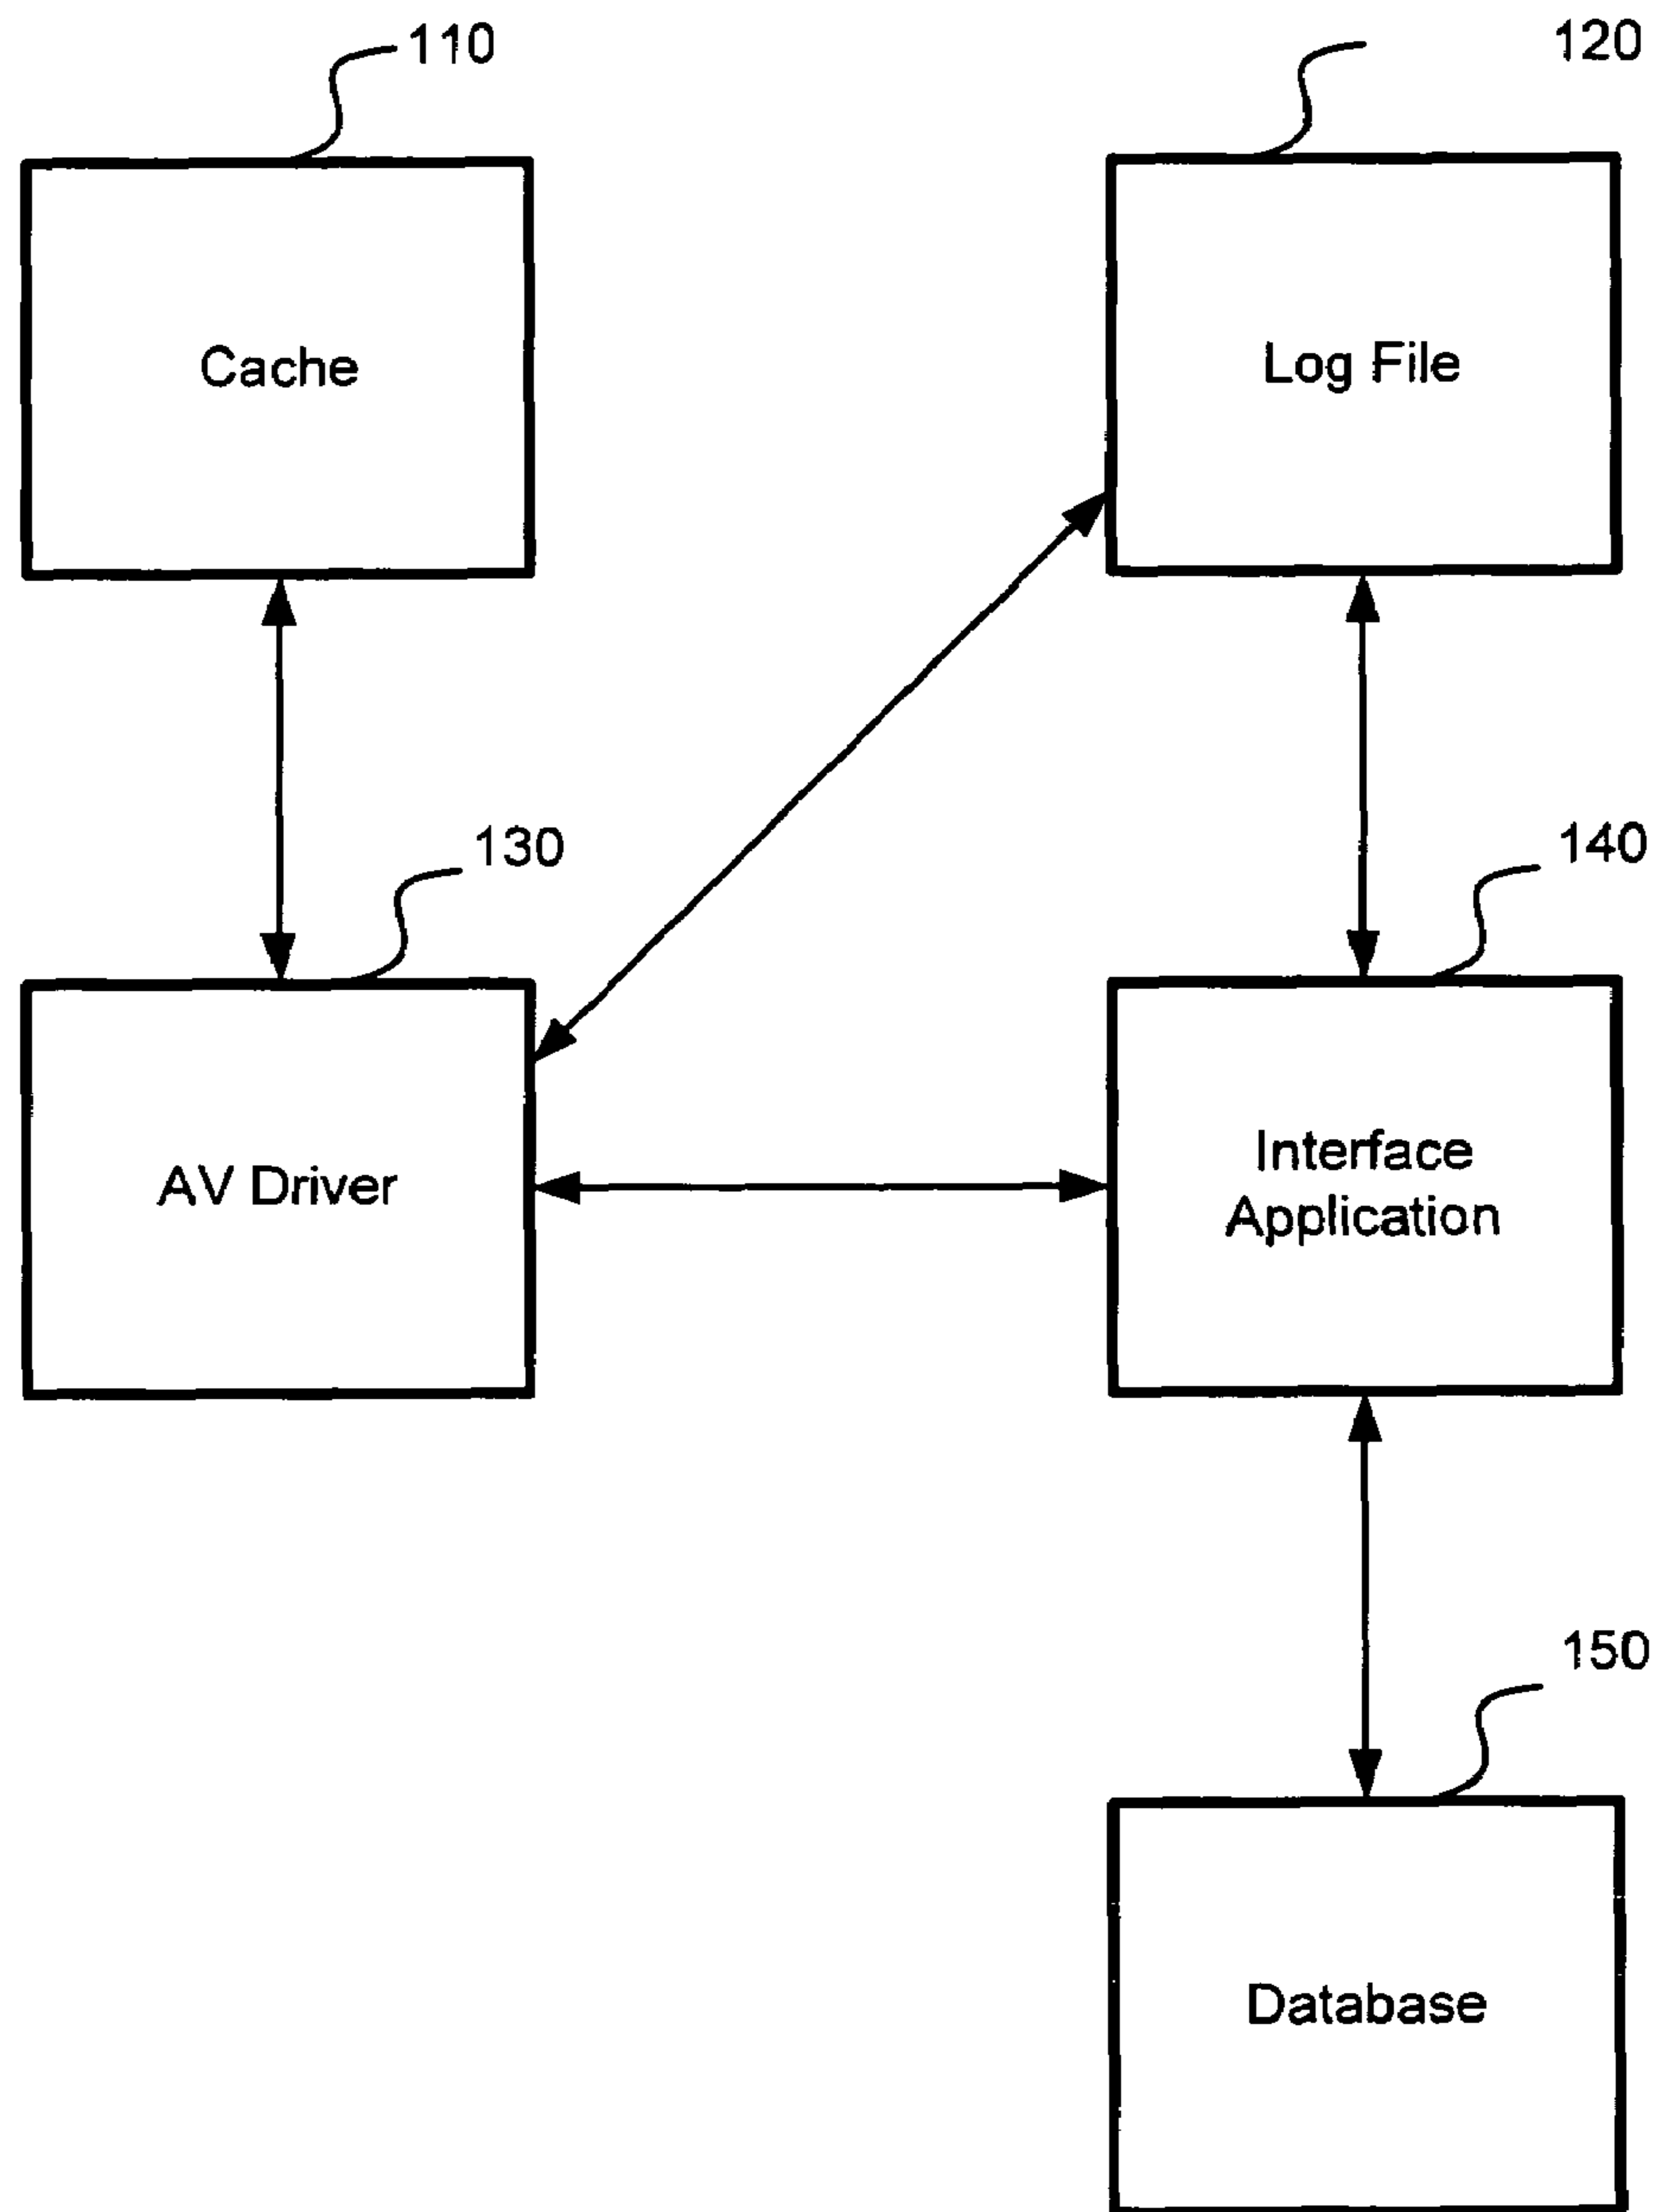 110
120
Cache
Log File
130
140
AV Driver
Interface
Application
150
Database